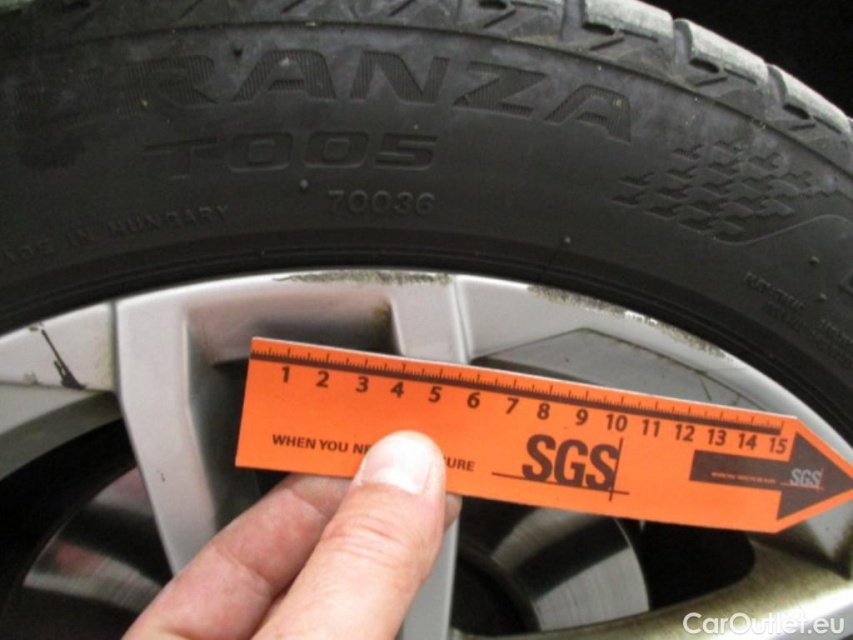 RANZA
T005
70036
MADE IN HUNGARY
1 2 3 4 5 6 7 8 9 10 11 12 13 14 15
WHEN YOU NE URE
SGS
SGS
CarOutlet.eu